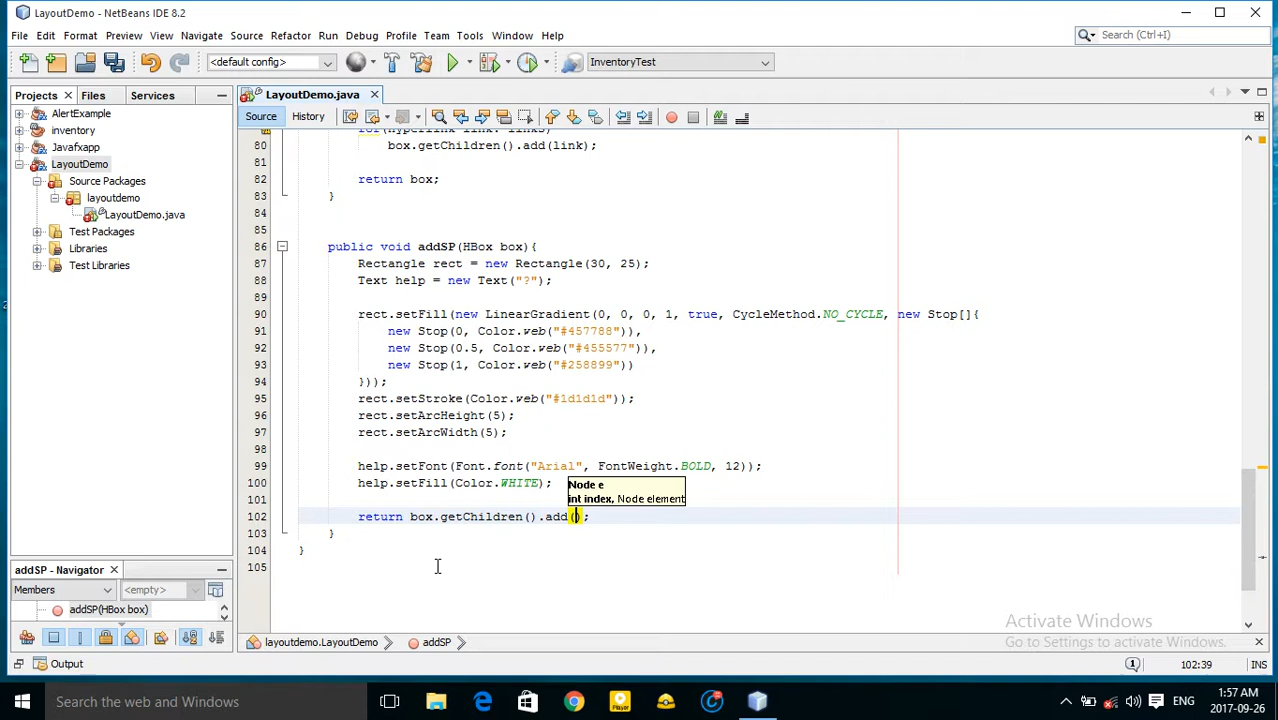 LayoutDemo - NetBeans IDE 8.2
File Edit Format Preview View Navigate Source Refactor Run Debug Profile Team Tools Window Help
Search (Ctrl+I)
<default config>
InventoryTest
Projects Files Services
LayoutDemo.java
AlertExample
inventory
Javafxapp
LayoutDemo
Source Packages
layoutdemo
LayoutDemo.java
Test Packages
Libraries
Test Libraries
Source History
for(Hyperlink link: links)
80 box.getChildren().add(link);
81
82 return box;
83 }
84
85
86 public void addSP(HBox box){
87 Rectangle rect = new Rectangle(30, 25);
88 Text help = new Text("?");
89
90 rect.setFill(new LinearGradient(0, 0, 0, 1, true, CycleMethod.NO_CYCLE, new Stop[]{
91 new Stop(0, Color.web("#457788")),
92 new Stop(0.5, Color.web("#455577")),
93 new Stop(1, Color.web("#258899"))
94 }));
95 rect.setStroke(Color.web("#1d1d1d"));
96 rect.setArcHeight(5);
97 rect.setArcWidth(5);
98
99 help.setFont(Font.font("Arial", FontWeight.BOLD, 12));
100 help.setFill(Color.WHITE);
Node e
int index, Node element
101
102 return box.getChildren().add();
103 }
104 }
105
addSP - Navigator
Members
<empty>
addSP(HBox box)
layoutdemo.LayoutDemo
addSP
Output
Activate Windows
Go to Settings to activate Windows.
1
102:39
INS
Search the web and Windows
Player
ENG
1:57 AM
2017-09-26